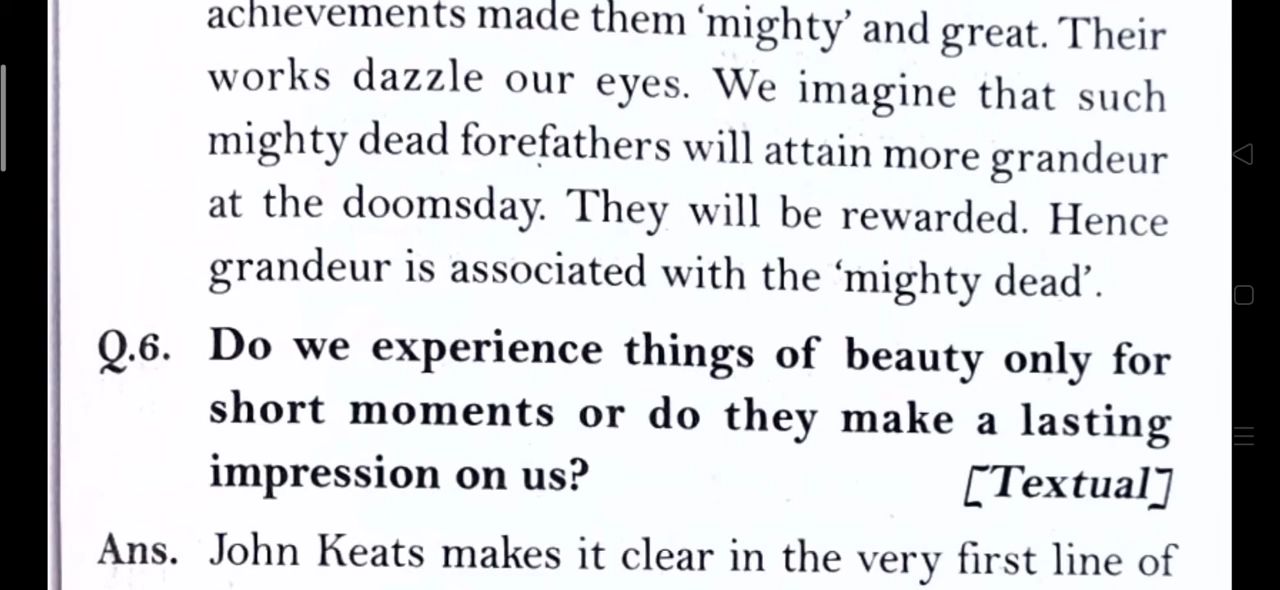 achievements made them ‘mighty’ and great. Their
works dazzle our eyes. We imagine that such
mighty dead forefathers will attain more grandeur
at the doomsday. They will be rewarded. Hence
grandeur is associated with the ‘mighty dead’.
Q.6. Do we experience things of beauty only for
short moments or do they make a lasting
impression on us? [Textual]
Ans. John Keats makes it clear in the very first line of